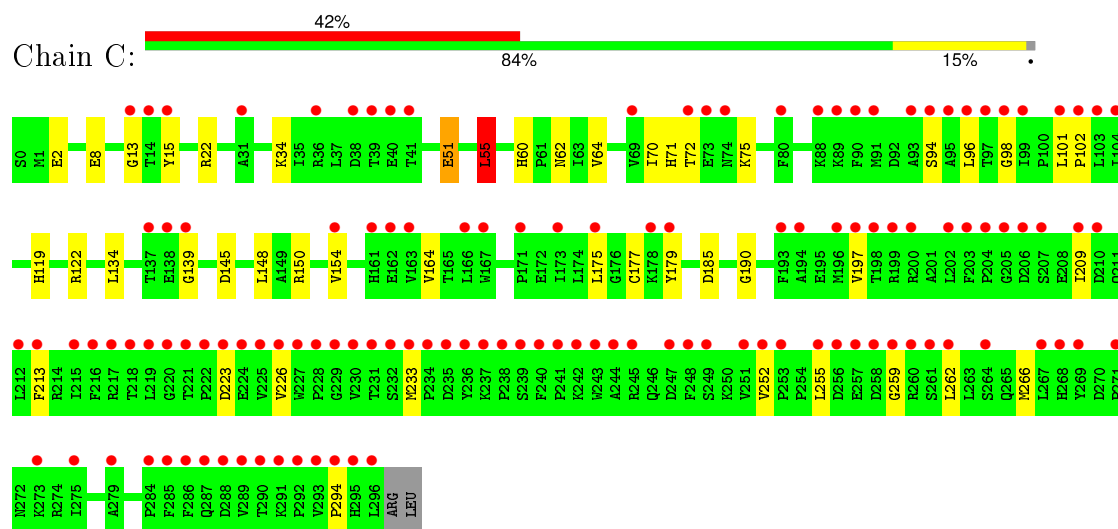 Chain C:
42%
84% 15%
S0 M1 E2 E8 G13 T14 Y15 R22 A31 K34 I35 R36 L37 D38 T39 E40 T41 E51 L55 H60 P61 N62 I63 V64 V69 I70 H71 T72 E73 N74 K75 F80 K88 K89 F90 M91 D92 A93 S94 A95 L96 T97 G98 I99 P100 L101 P102 L103 I104
H119 R122 L134 T137 E138 G139 D145 L148 A149 R150 V154 H161 E162 V163 V164 T165 L166 W167 P171 E172 I173 L174 L175 G176 C177 K178 Y179 D185 G190 F193 A194 E195 M196 V197 T198 R199 R200 A201 L202 F203 P204 G205 D206 S207 E208 I209 D210
L212 F213 R214 I215 F216 R217 T218 L219 G220 T221 P222 D223 E224 V225 V226 W227 P228 G229 V230 T231 S232 M233 P234 D235 Y236 K237 P238 S239 F240 P241 K242 W243 A244 R245 Q246 D247 F248 S249 K250 V251 V252 P253 P254 L255 D256 E257 D258 G259 R260 S261 L262 L263 S264 Q265 M266 L267 H268 Y269 D270
N272 K273 R274 I275 A279 P284 F285 F286 Q287 D288 V289 T290 K291 P292 V293 P294 H295 L296 ARG LEU